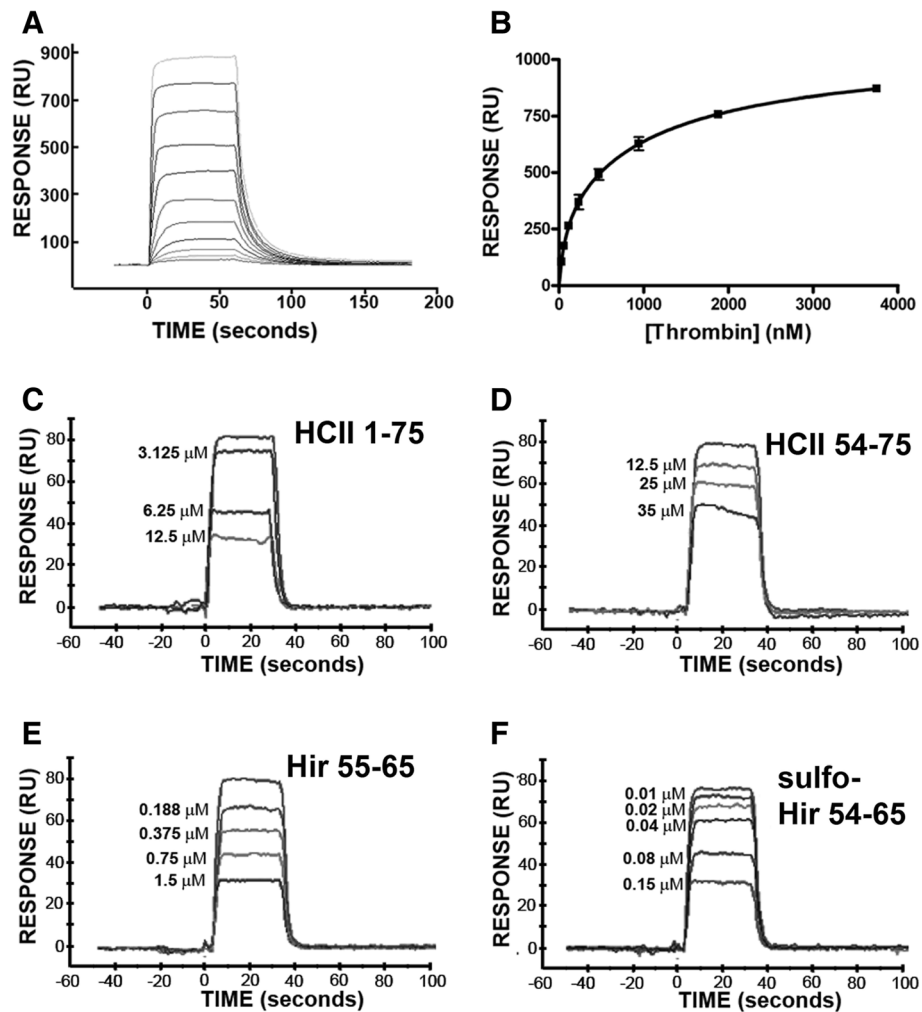 A
RESPONSE (RU)
900
700
500
300
100
0
50
100
150
200
TIME (seconds)
B
RESPONSE (RU)
1000
750
500
250
0
0
1000
2000
3000
4000
[Thrombin] (nM)
C
HCII 1-75
RESPONSE (RU)
80
60
40
20
0
3.125 µM
6.25 µM
12.5 µM
-60
-40
-20
0
20
40
60
80
100
TIME (seconds)
D
HCII 54-75
RESPONSE (RU)
80
60
40
20
0
12.5 µM
25 µM
35 µM
-60
-40
-20
0
20
40
60
80
100
TIME (seconds)
E
Hir 55-65
RESPONSE (RU)
80
60
40
20
0
0.188 µM
0.375 µM
0.75 µM
1.5 µM
-60
-40
-20
0
20
40
60
80
100
TIME (seconds)
F
sulfo-
Hir 54-65
RESPONSE (RU)
80
60
40
20
0
0.01 µM
0.02 µM
0.04 µM
0.08 µM
0.15 µM
-60
-40
-20
0
20
40
60
80
100
TIME (seconds)